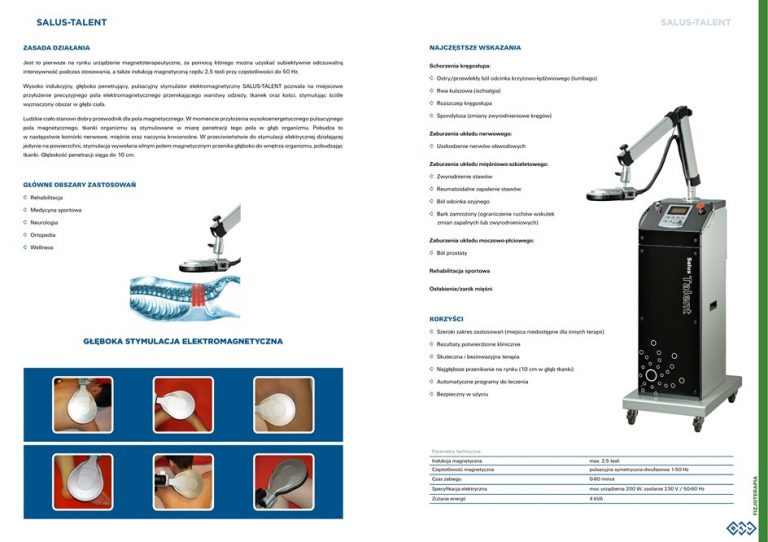 SALUS-TALENT
ZASADA DZIAŁANIA
Jest to pierwsze na rynku urządzenie magnetoterapeutyczne, za pomocą którego można uzyskać subiektywnie odczuwalną
intensywność podczas stosowania, a także indukcję magnetyczną rzędu 2,5 tesli przy częstotliwości do 50 Hz.
Wysoko indukcyjny, głęboko penetrujący, pulsacyjny stymulator elektromagnetyczny SALUS-TALENT pozwala na miejscowe
przyłożenie precyzyjnego pola elektromagnetycznego przenikającego warstwy odzieży, tkanek oraz kości, stymulując ściśle
wyznaczony obszar w głębi ciała.
Ludzkie ciało stanowi dobry przewodnik dla pola magnetycznego. W momencie przyłożenia wysokoenergetycznego pulsacyjnego
pola magnetycznego, tkanki organizmu są stymulowane w miarę penetracji tego pola w głąb organizmu. Pobudza to
w następstwie komórki nerwowe, mięśnie oraz naczynia krwionośne. W przeciwieństwie do stymulacji elektrycznej działającej
jedynie na powierzchni, stymulacja wywołana silnym polem magnetycznym przenika głęboko do wnętrza organizmu, pobudzając
tkanki. Głębokość penetracji sięga do 10 cm.
GŁÓWNE OBSZARY ZASTOSOWAŃ
Rehabilitacja
Medycyna sportowa
Neurologia
Ortopedia
Wellness
GŁĘBOKA STYMULACJA ELEKTROMAGNETYCZNA
SALUS-TALENT
NAJCZĘSTSZE WSKAZANIA
Schorzenia kręgosłupa:
Ostry/przewlekły ból odcinka krzyżowo-lędźwiowego (lumbago)
Rwa kulszowa (ischialgia)
Rozszczep kręgosłupa
Spondyloza (zmiany zwyrodnieniowe kręgów)
Zaburzenia układu nerwowego:
Uszkodzenie nerwów obwodowych
Zaburzenia układu mięśniowo-szkieletowego:
Zwyrodnienie stawów
Reumatoidalne zapalenie stawów
Ból odcinka szyjnego
Bark zamrożony (ograniczenie ruchów wskutek
zmian zapalnych lub zwyrodnieniowych)
Zaburzenia układu moczowo-płciowego:
Ból prostaty
Rehabilitacja sportowa
Osłabienie/zanik mięśni
Salus Talent
KORZYŚCI
Szeroki zakres zastosowań (miejsca niedostępne dla innych terapii)
Rezultaty potwierdzone klinicznie
Skuteczna i bezinwazyjna terapia
Najgłębsze przenikanie na rynku (10 cm w głąb tkanki)
Automatyczne programy do leczenia
Bezpieczny w użyciu
Parametry techniczne
Indukcja magnetyczna max. 2,5 tesli
Częstotliwość magnetyczna pulsacyjna symetryczna dwufazowa 1-50 Hz
Czas zabiegu 0-60 minut
Specyfikacja elektryczna moc urządzenia 200 W, zasilanie 230 V / 50-60 Hz
Zużycie energii 4 kVA
FIZJOTERAPIA